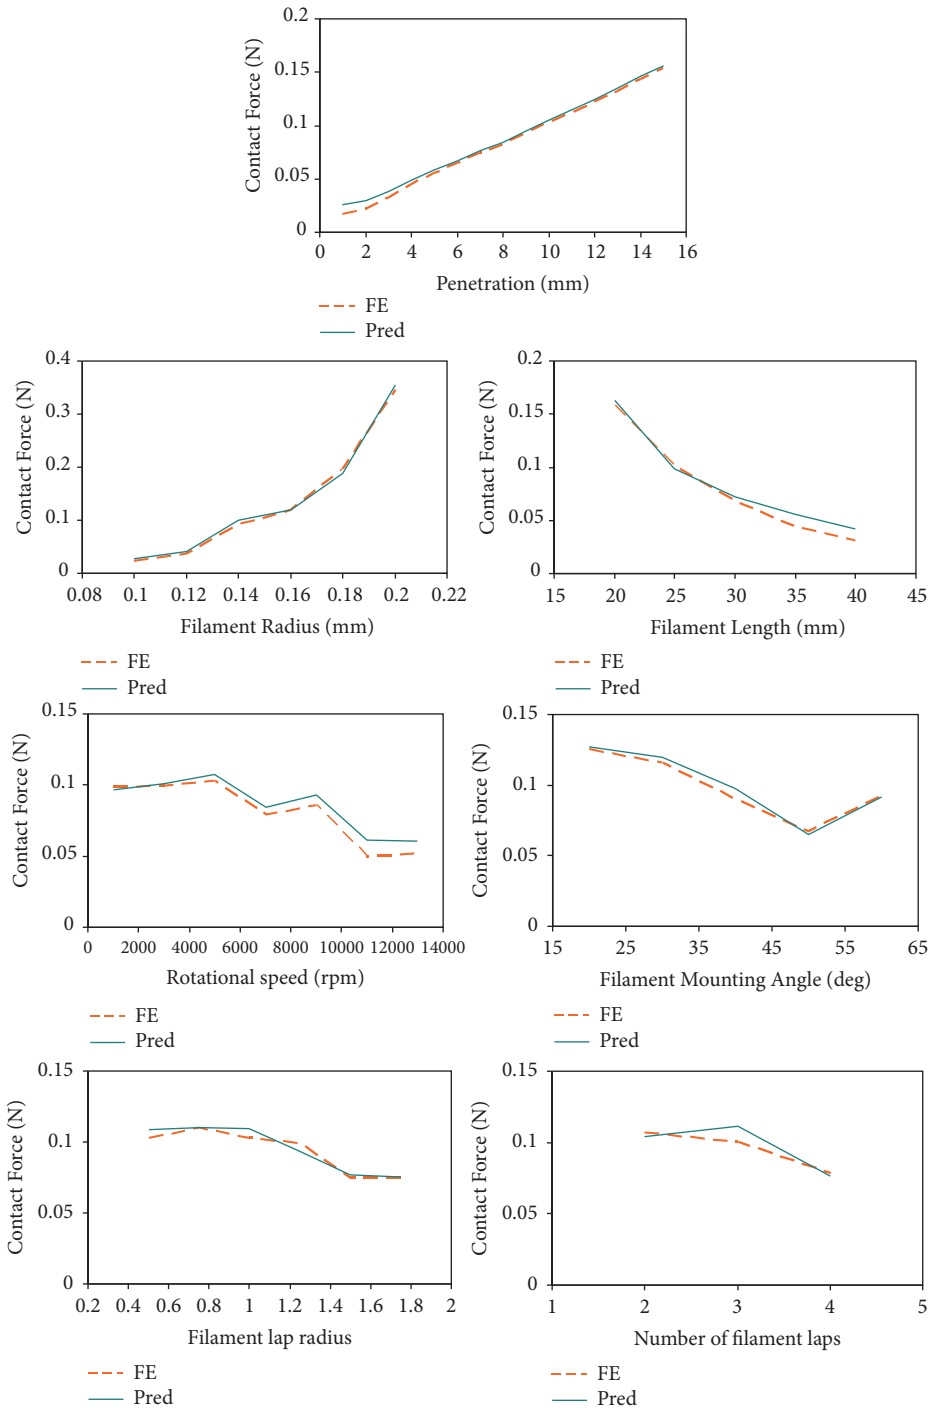 0.2
0.15
0.1
0.05
0
Contact Force (N)
0 2 4 6 8 10 12 14 16
Penetration (mm)
FE
Pred
0.4
0.3
0.2
0.1
0
Contact Force (N)
0.08 0.1 0.12 0.14 0.16 0.18 0.2 0.22
Filament Radius (mm)
FE
Pred
0.2
0.15
0.1
0.05
0
Contact Force (N)
15 20 25 30 35 40 45
Filament Length (mm)
FE
Pred
0.15
0.1
0.05
0
Contact Force (N)
0 2000 4000 6000 8000 10000 12000 14000
Rotational speed (rpm)
FE
Pred
0.15
0.1
0.05
0
Contact Force (N)
15 25 35 45 55 65
Filament Mounting Angle (deg)
FE
Pred
0.15
0.1
0.05
0
Contact Force (N)
0.2 0.4 0.6 0.8 1 1.2 1.4 1.6 1.8 2
Filament lap radius
FE
Pred
0.15
0.1
0.05
0
Contact Force (N)
1 2 3 4 5
Number of filament laps
FE
Pred